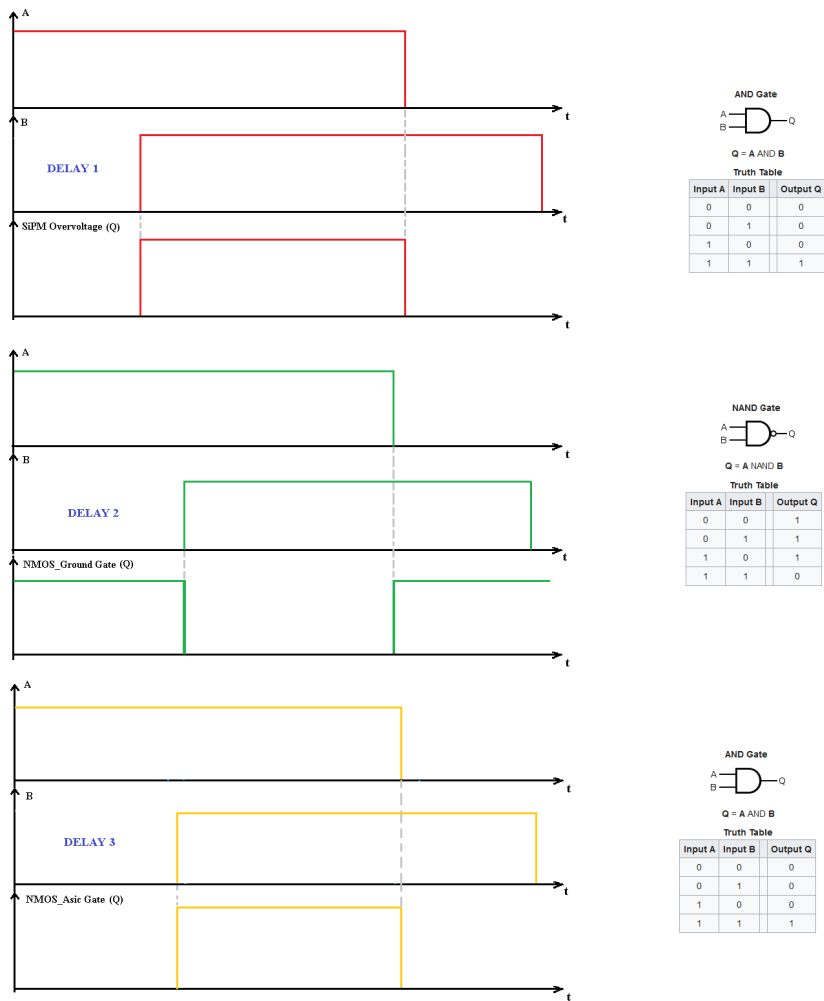 A
t
B
DELAY 1
t
SiPM Overvoltage (Q)
t
AND Gate
A
B
Q
Q = A AND B
Truth Table
Input A Input B Output Q
0 0 0
0 1 0
1 0 0
1 1 1
A
t
B
DELAY 2
t
NMOS_Ground Gate (Q)
t
NAND Gate
A
B
Q
Q = A NAND B
Truth Table
Input A Input B Output Q
0 0 1
0 1 1
1 0 1
1 1 0
A
t
B
DELAY 3
t
NMOS_Asic Gate (Q)
t
AND Gate
A
B
Q
Q = A AND B
Truth Table
Input A Input B Output Q
0 0 0
0 1 0
1 0 0
1 1 1